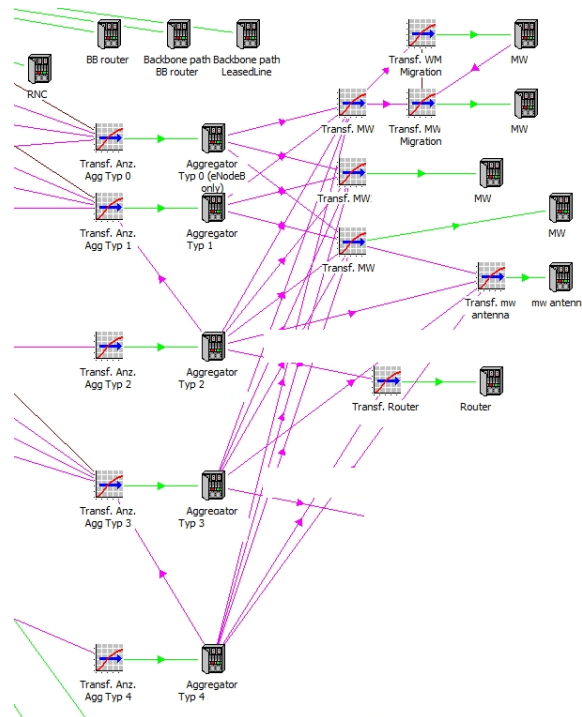 Transf. WM
Migration
MW
BB router
Backbone path
BB router
Backbone path
LeasedLine
RNC
Transf. MW
Transf. MW
Migration
MW
Transf. Anz.
Agg Typ 0
Aggregator
Typ 0 (eNodeB
only)
Transf. MW
MW
Transf. Anz.
Agg Typ 1
Aggregator
Typ 1
MW
Transf. MW
Transf. mw
antenna
mw antenn
Transf. Anz.
Agg Typ 2
Aggregator
Typ 2
Transf. Router
Router
Transf. Anz.
Agg Typ 3
Aggregator
Typ 3
Transf. Anz.
Agg Typ 4
Aggregator
Typ 4